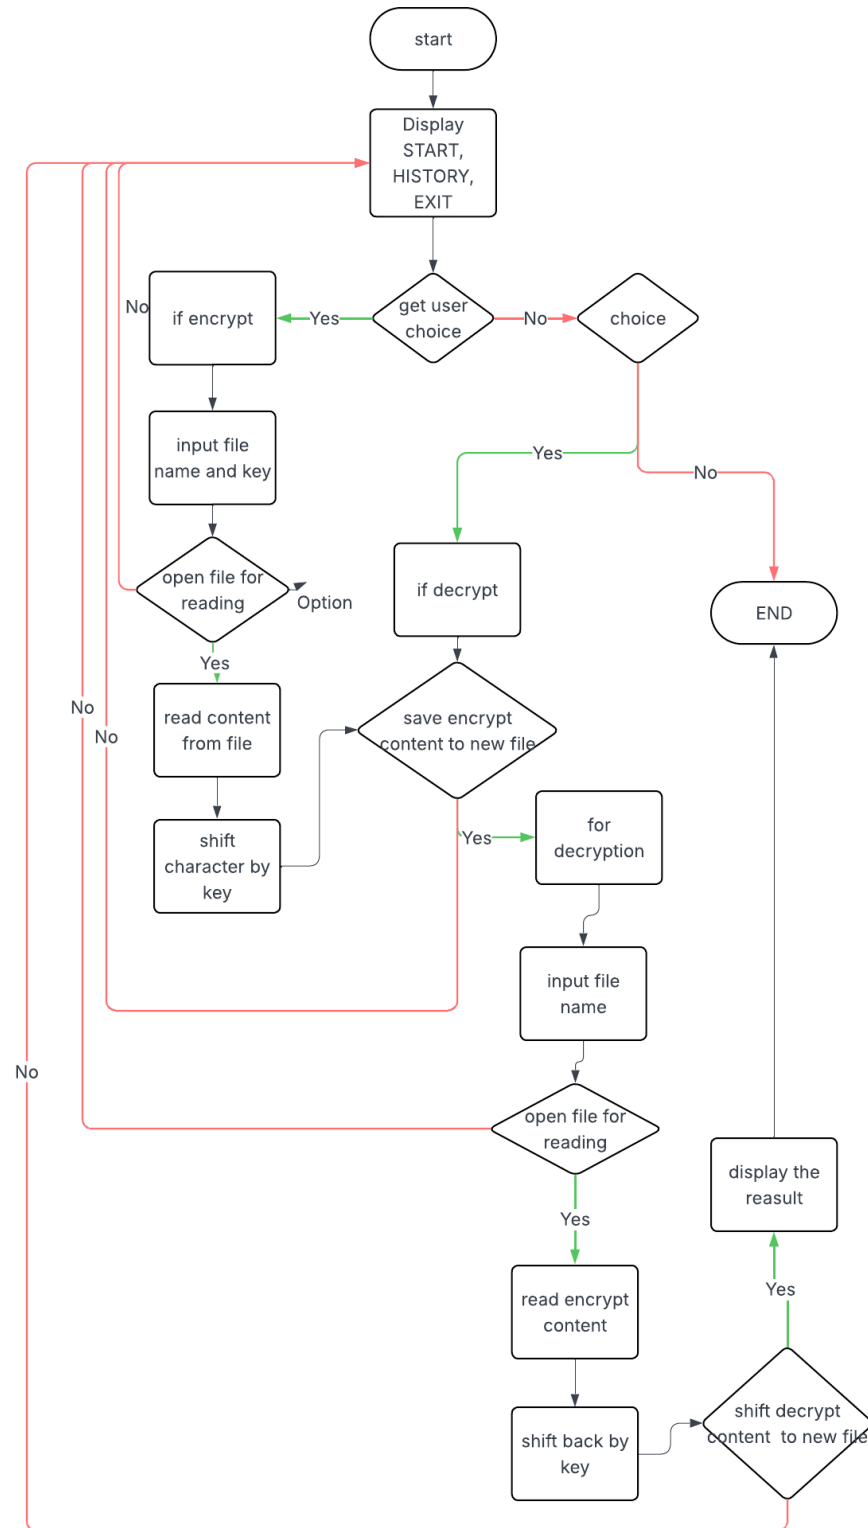 start
Display
START,
HISTORY,
EXIT
No
if encrypt
Yes
get user
choice
No
choice
input file
name and key
Yes
No
open file for
reading
Option
if decrypt
END
Yes
No
No
read content
from file
save encrypt
content to new file
shift
character by
key
Yes
for
decryption
input file
name
No
open file for
reading
display the
reasult
Yes
Yes
read encrypt
content
shift back by
key
shift decrypt
content  to new file